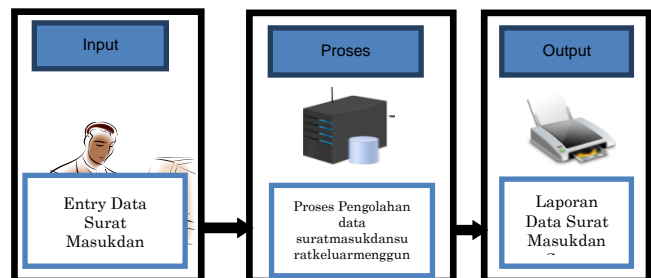 Input
Proses
Output
Entry Data
Surat
Masukdan
Proses Pengolahan
data
suratmasukdansu
ratkeluarmenggun
Laporan
Data Surat
Masukdan